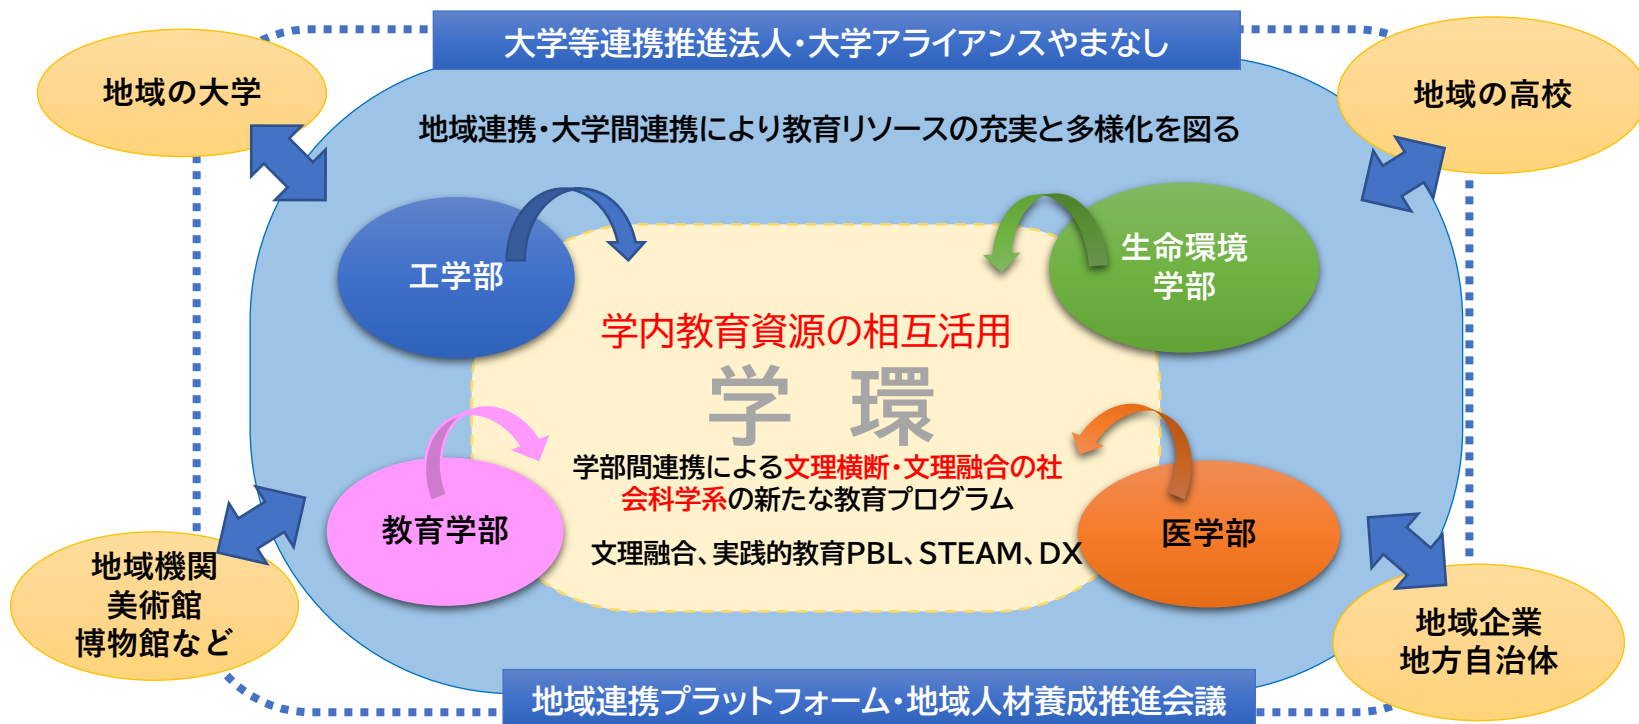 大学等連携推進法人・大学アライアンスやまなし
地域の大学
地域の高校
地域連携・大学間連携により教育リソースの充実と多様化を図る
工学部
生命環境
学部
学内教育資源の相互活用
学 環
学部間連携による文理横断・文理融合の社
会科学系の新たな教育プログラム
教育学部
医学部
文理融合、実践的教育PBL、STEAM、DX
地域機関
美術館
博物館など
地域企業
地方自治体
地域連携プラットフォーム・地域人材養成推進会議